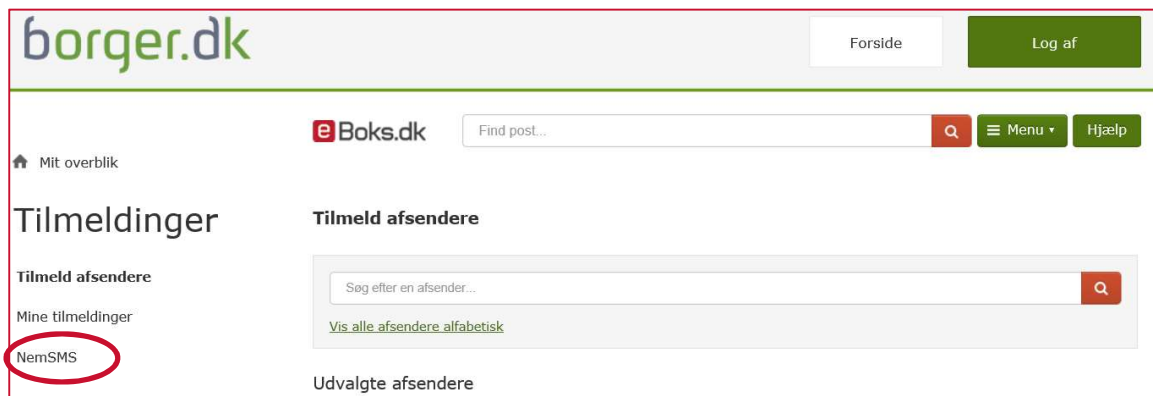 borger.dk
Forside
Log af
eBoks.dk
Find post...
Menu
Hjælp
Mit overblik
Tilmeldinger
Tilmeld afsendere
Mine tilmeldinger
NemSMS
Tilmeld afsendere
Søg efter en afsender...
Vis alle afsendere alfabetisk
Udvalgte afsendere